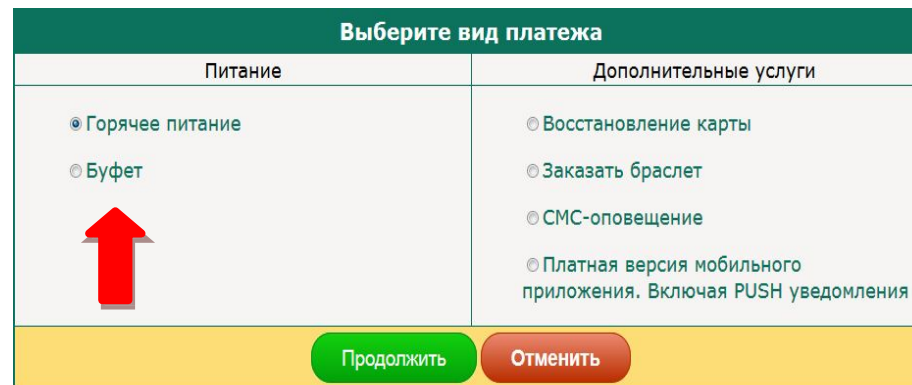 Выберите вид платежа
Питание
Дополнительные услуги
Горячее питание
Буфет
Восстановление карты
Заказать браслет
СМС-оповещение
Платная версия мобильного
приложения. Включая PUSH уведомления
Продолжить
Отменить